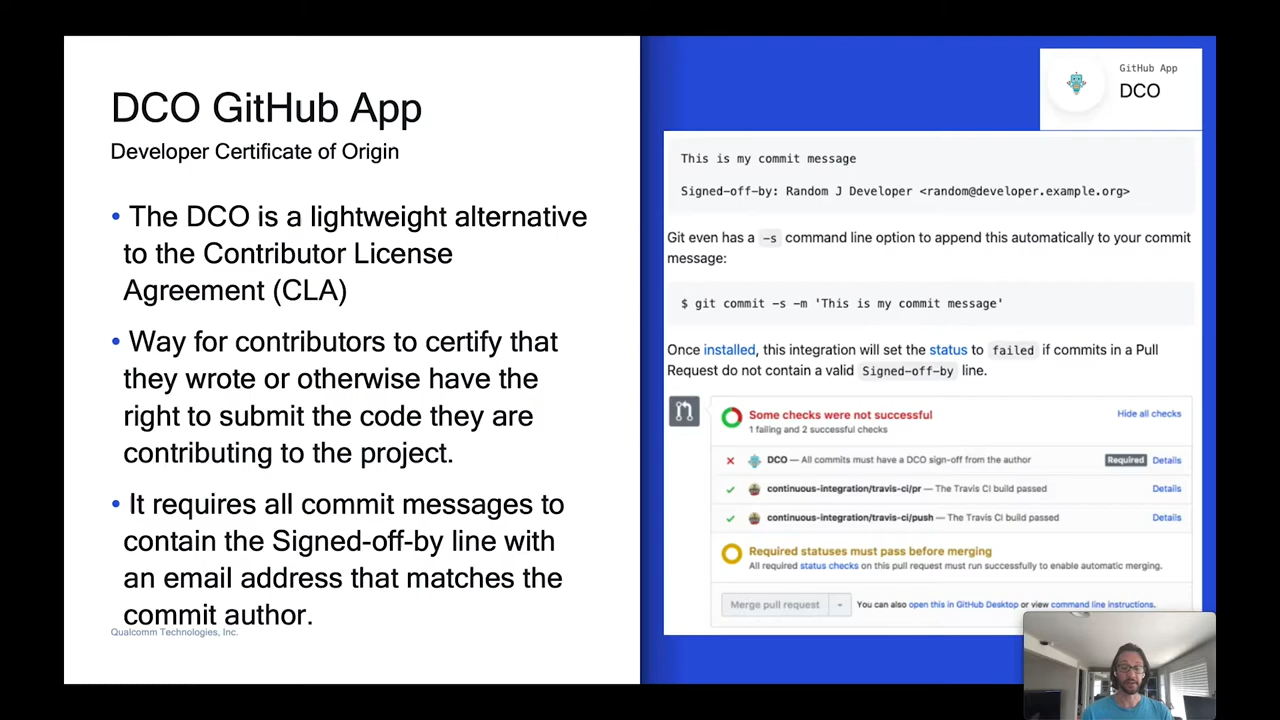 DCO GitHub App
Developer Certificate of Origin
• The DCO is a lightweight alternative
to the Contributor License
Agreement (CLA)
• Way for contributors to certify that
they wrote or otherwise have the
right to submit the code they are
contributing to the project.
• It requires all commit messages to
contain the Signed-off-by line with
an email address that matches the
commit author.
Qualcomm Technologies, Inc.
GitHub App
DCO
This is my commit message
Signed-off-by: Random J Developer <random@developer.example.org>
Git even has a -s command line option to append this automatically to your commit
message:
$ git commit -s -m 'This is my commit message'
Once installed, this integration will set the status to failed if commits in a Pull
Request do not contain a valid Signed-off-by line.
Some checks were not successful
Hide all checks
1 failing and 2 successful checks
DCO — All commits must have a DCO sign-off from the author
Required Details
continuous-integration/travis-ci/pr — The Travis CI build passed
Details
continuous-integration/travis-ci/push — The Travis CI build passed
Details
Required statuses must pass before merging
All required status checks on this pull request must run successfully to enable automatic merging.
Merge pull request
You can also open this in GitHub Desktop or view command line instructions.